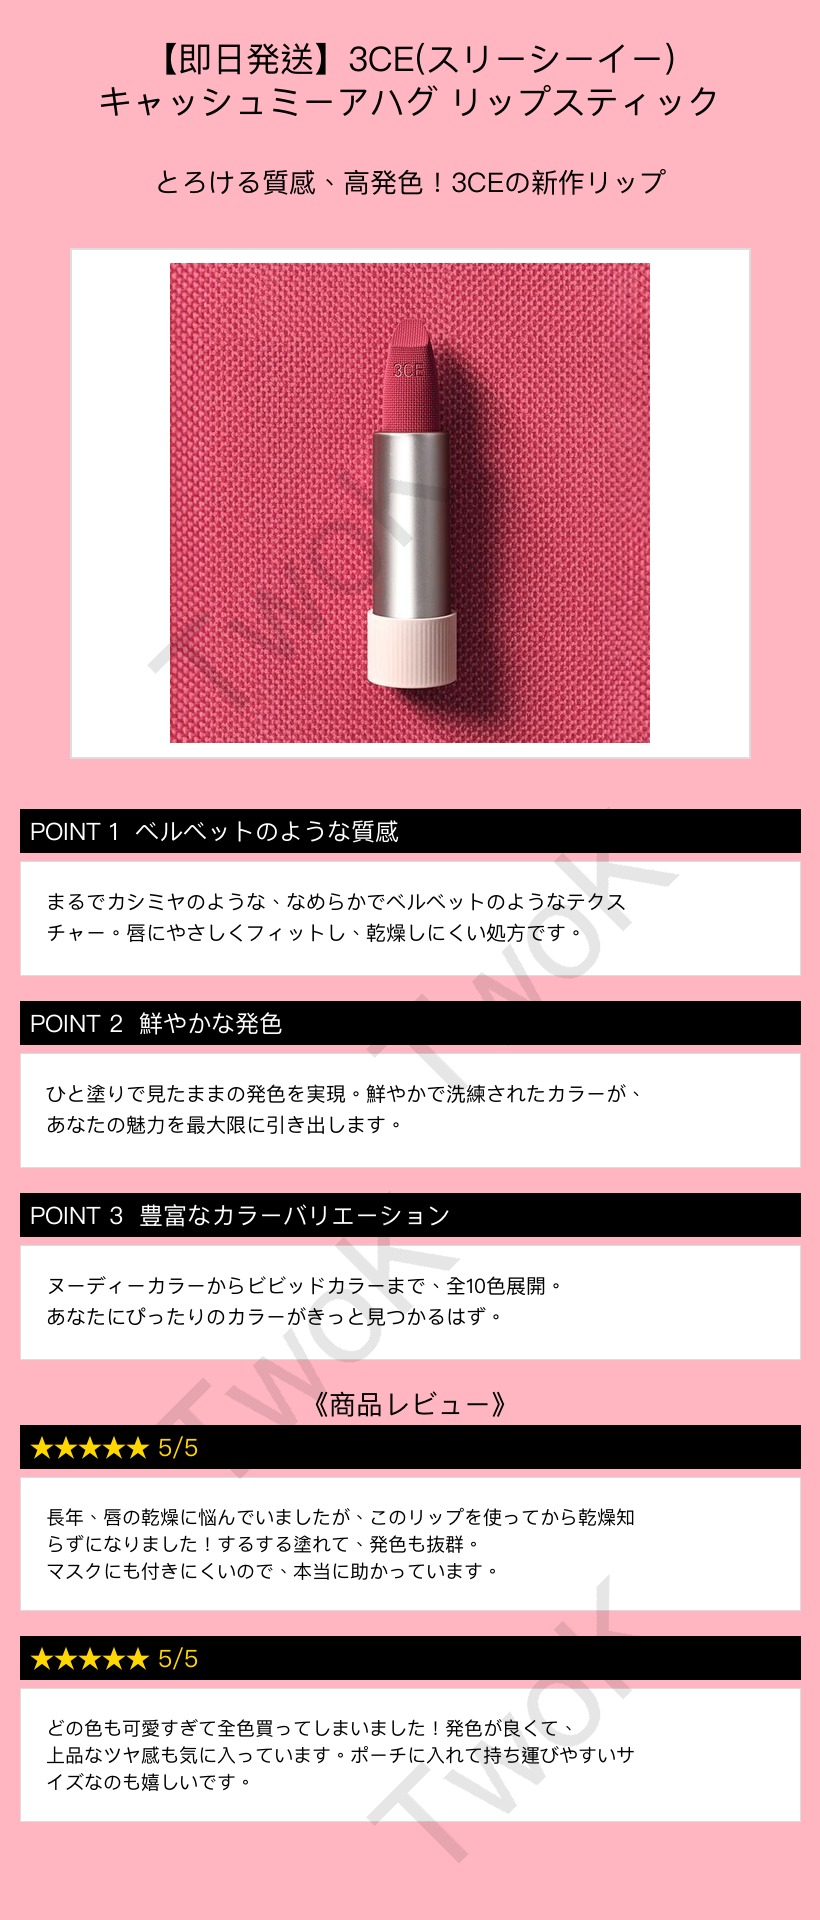 【即日発送】3CE(スリーシーイー)
キャッシュミーアハグ リップスティック
とろける質感、高発色！3CEの新作リップ
3CE
Twok
POINT 1 ベルベットのような質感
まるでカシミヤのような、なめらかでベルベットのようなテクス
チャー。唇にやさしくフィットし、乾燥しにくい処方です。
Twok
POINT 2 鮮やかな発色
ひと塗りで見たままの発色を実現。鮮やかで洗練されたカラーが、
あなたの魅力を最大限に引き出します。
POINT 3 豊富なカラーバリエーション
ヌーディーカラーからビビッドカラーまで、全10色展開。
あなたにぴったりのカラーがきっと見つかるはず。
Twok
《商品レビュー》
★★★★★ 5/5
長年、唇の乾燥に悩んでいましたが、このリップを使ってから乾燥知
らずになりました！するする塗れて、発色も抜群。
マスクにも付きにくいので、本当に助かっています。
★★★★★ 5/5
どの色も可愛すぎて全色買ってしまいました！発色が良くて、
上品なツヤ感も気に入っています。ポーチに入れて持ち運びやすいサ
イズなのも嬉しいです。
Twok